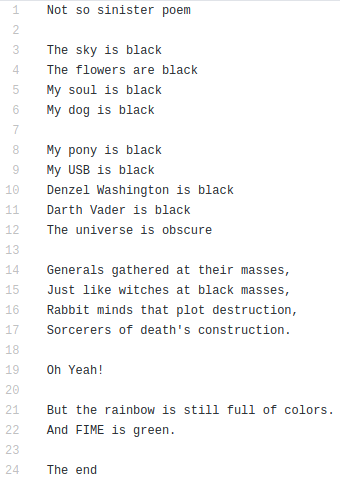 1 Not so sinister poem
2
3 The sky is black
4 The flowers are black
5 My soul is black
6 My dog is black
7
8 My pony is black
9 My USB is black
10 Denzel Washington is black
11 Darth Vader is black
12 The universe is obscure
13
14 Generals gathered at their masses,
15 Just like witches at black masses,
16 Rabbit minds that plot destruction,
17 Sorcerers of death's construction.
18
19 Oh Yeah!
20
21 But the rainbow is still full of colors.
22 And FIME is green.
23
24 The end